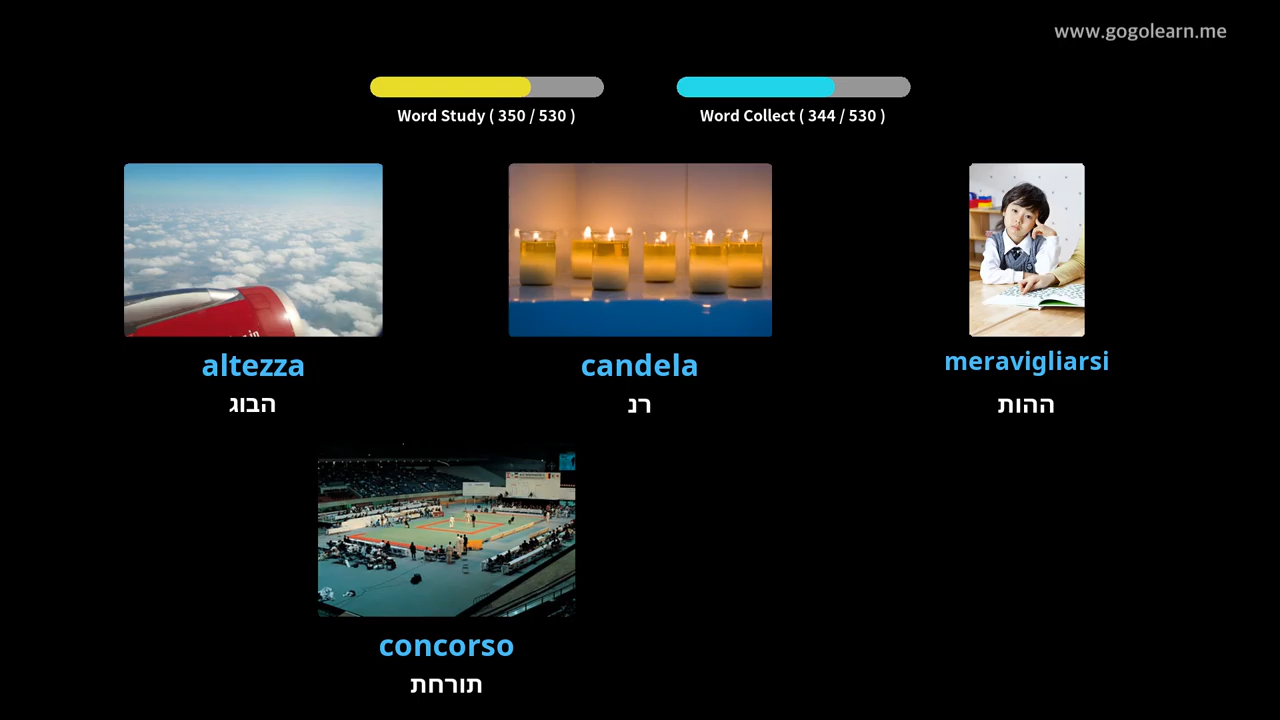 www.gogolearn.me
Word Study ( 350 / 530 )
Word Collect ( 344 / 530 )
altezza
הבוג
candela
רנ
meravigliarsi
ההות
concorso
תורחת